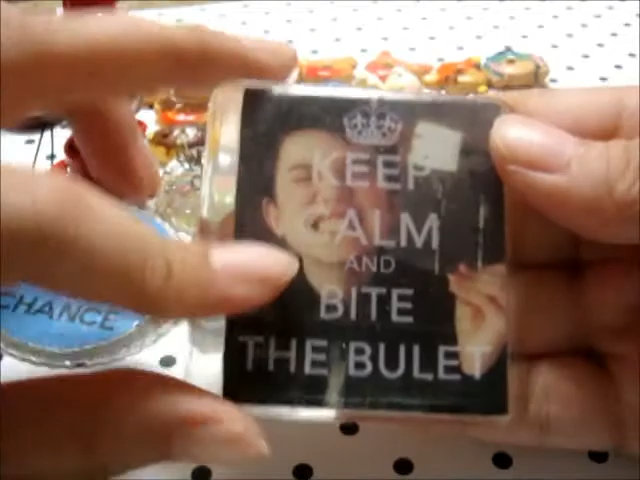 KEEP
CALM
AND
BITE
THE BULET
CHANCE